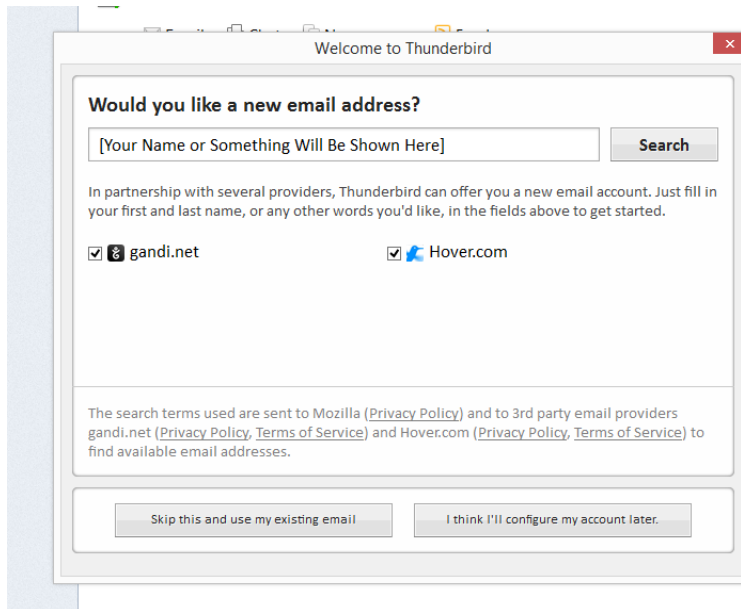 Welcome to Thunderbird
Would you like a new email address?
[Your Name or Something Will Be Shown Here]
Search
In partnership with several providers, Thunderbird can offer you a new email account. Just fill in
your first and last name, or any other words you'd like, in the fields above to get started.
gandi.net
Hover.com
The search terms used are sent to Mozilla (Privacy Policy) and to 3rd party email providers
gandi.net (Privacy Policy, Terms of Service) and Hover.com (Privacy Policy, Terms of Service) to
find available email addresses.
Skip this and use my existing email
I think I'll configure my account later.